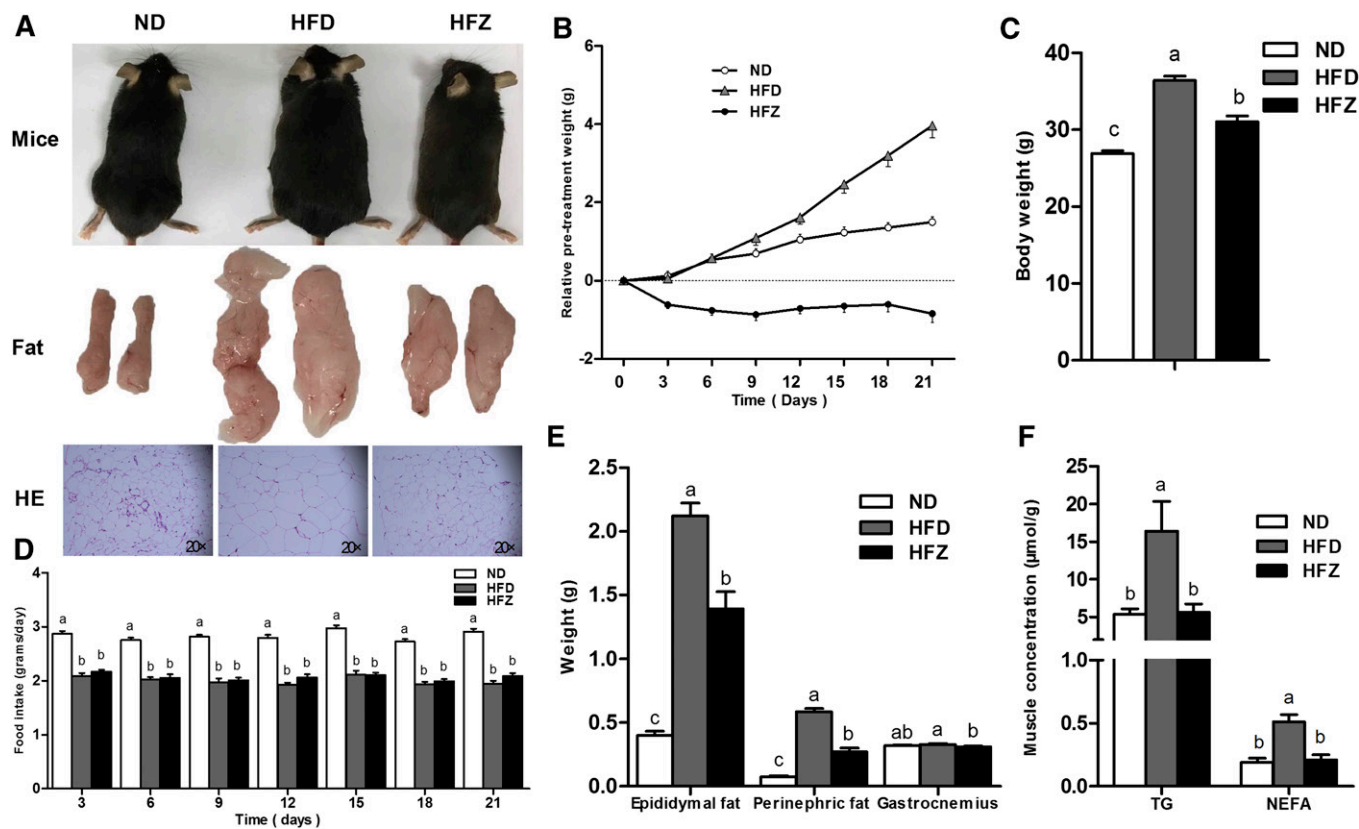 A
ND
HFD
HFZ
Mice
Fat
HE
20×
20×
20×
B
Relative pre-treatment weight (g)
6
4
2
0
-2
ND
HFD
HFZ
0 3 6 9 12 15 18 21
Time ( Days )
C
Body weight (g)
40
30
20
10
0
c
a
b
ND
HFD
HFZ
D
Food intake (grams/day)
4
3
2
1
0
ND
HFD
HFZ
a b b a b b a b b a b b a b b a b b a b b
3 6 9 12 15 18 21
Time ( days)
E
Weight (g)
2.5
2.0
1.5
1.0
0.5
0.0
ND
HFD
HFZ
c a b c a b ab a b
Epididymal fat Perinephric fat Gastrocnemius
F
Muscle concentration (µmol/g)
25
20
15
10
5
1.0
0.5
0.0
ND
HFD
HFZ
b a b b a b
TG NEFA